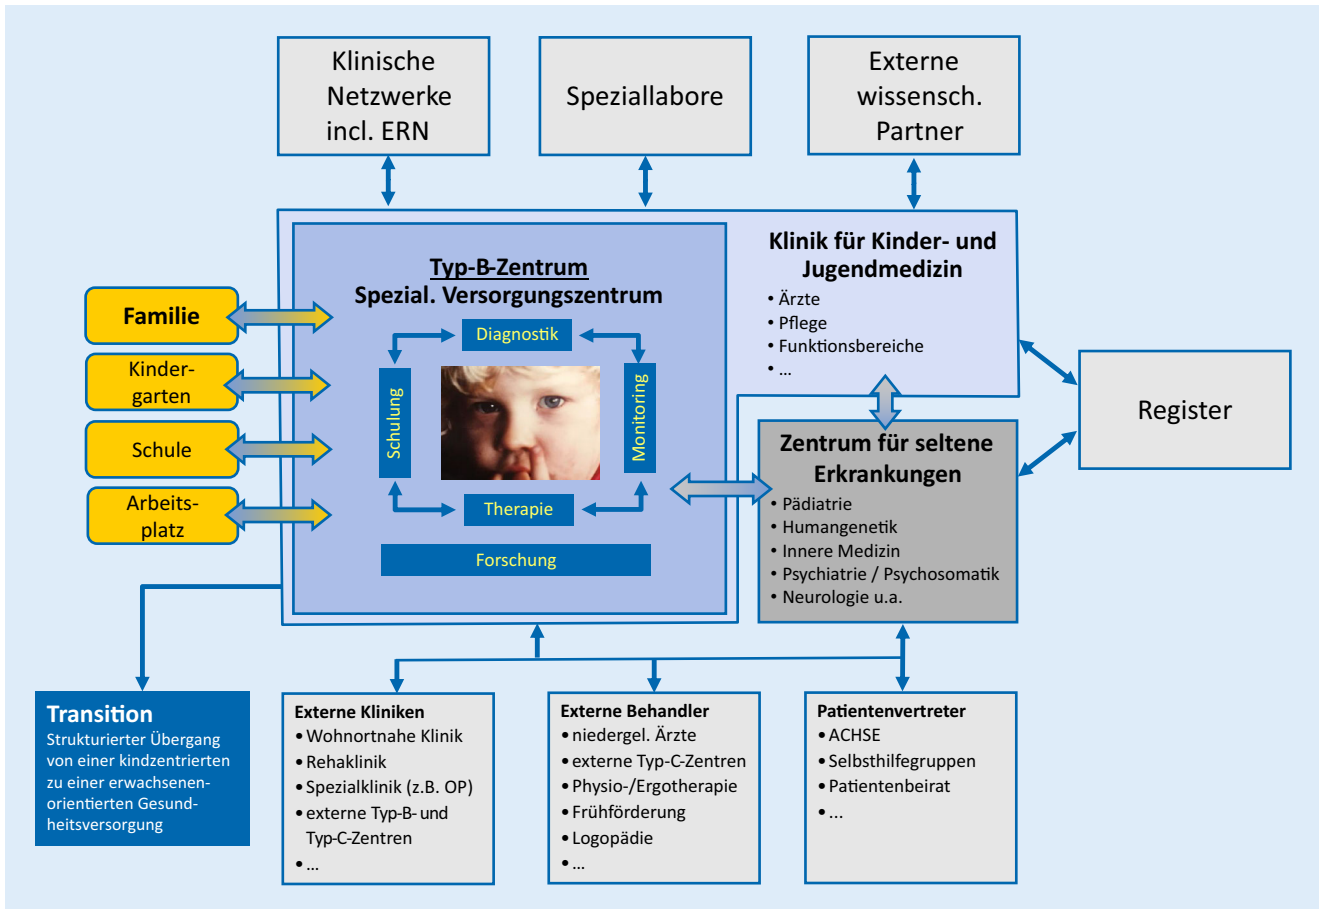 Klinische
Netzwerke
incl. ERN
Speziallabore
Externe
wissensch.
Partner
Klinik für Kinder- und
Jugendmedizin
• Ärzte
• Pflege
• Funktionsbereiche
• ...
Typ-B-Zentrum
Spezial. Versorgungszentrum
Diagnostik
Schulung
Monitoring
Therapie
Forschung
Familie
Kinder-
garten
Schule
Arbeits-
platz
Zentrum für seltene
Erkrankungen
• Pädiatrie
• Humangenetik
• Innere Medizin
• Psychiatrie / Psychosomatik
• Neurologie u.a.
Register
Transition
Strukturierter Übergang
von einer kindzentrierten
zu einer erwachsenen-
orientierten Gesund-
heitsversorgung
Externe Kliniken
• Wohnortnahe Klinik
• Rehaklinik
• Spezialklinik (z.B. OP)
• externe Typ-B- und
Typ-C-Zentren
• ...
Externe Behandler
• niedergel. Ärzte
• externe Typ-C-Zentren
• Physio-/Ergotherapie
• Frühförderung
• Logopädie
• ...
Patientenvertreter
• ACHSE
• Selbsthilfegruppen
• Patientenbeirat
• ...